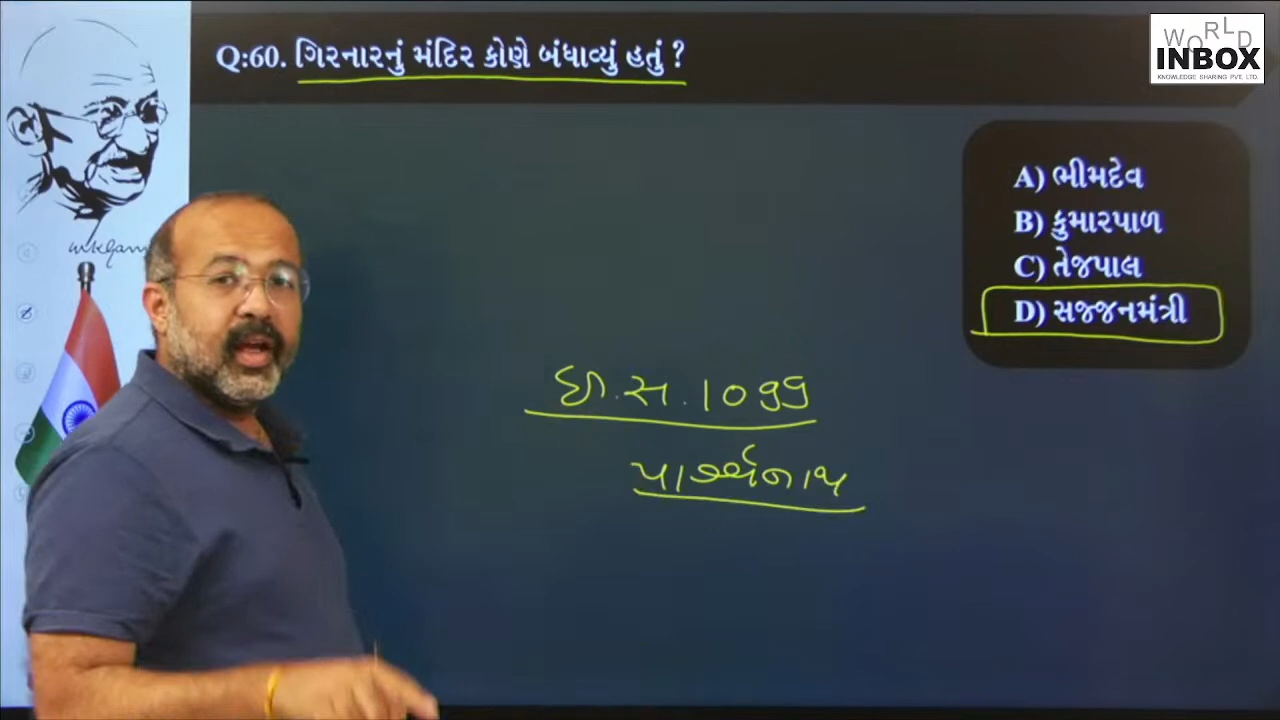 Q:60. ગિરનારનું મંદિર કોણે બંધાવ્યું હતું ?
WORLD
INBOX
KNOWLEDGE SHARING PVT. LTD.
A) ભીમદેવ
B) કુમારપાળ
C) તેજપાલ
D) સજ્જનમંત્રી
ઈ.સ. 1099
પાર્શ્વનાથ